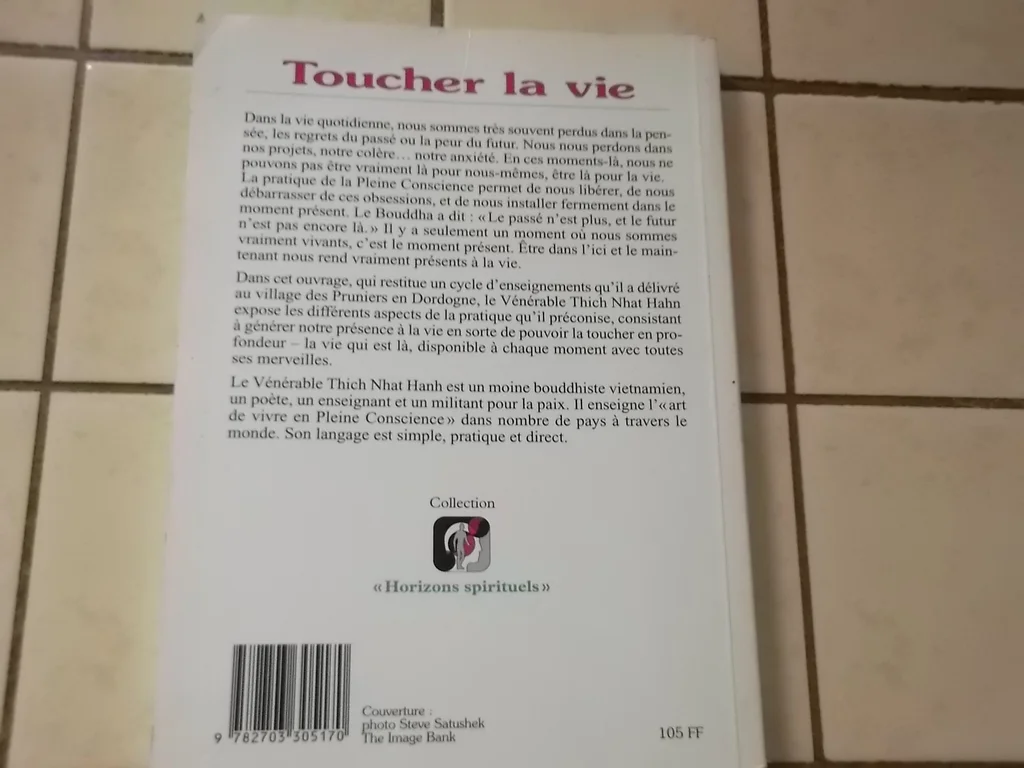 Toucher la vie
Dans la vie quotidienne, nous sommes très souvent perdus dans la pen-
sée, les regrets du passé ou la peur du futur. Nous nous perdons dans
nos projets, notre colère... notre anxiété. En ces moments-là, nous ne
pouvons pas être vraiment là pour nous-mêmes, être là pour la vie.
La pratique de la Pleine Conscience permet de nous libérer, de nous
débarrasser de ces obsessions, et de nous installer fermement dans le
moment présent. Le Bouddha a dit : « Le passé n'est plus, et le futur
n'est pas encore là. » Il y a seulement un moment où nous sommes
vraiment vivants, c'est le moment présent. Être dans l'ici et le main-
tenant nous rend vraiment présents à la vie.
Dans cet ouvrage, qui restitue un cycle d'enseignements qu'il a délivré
au village des Pruniers en Dordogne, le Vénérable Thich Nhat Hahn
expose les différents aspects de la pratique qu'il préconise, consistant
à générer notre présence à la vie en sorte de pouvoir la toucher en pro-
fondeur – la vie qui est là, disponible à chaque moment avec toutes
ses merveilles.
Le Vénérable Thich Nhat Hanh est un moine bouddhiste vietnamien,
un poète, un enseignant et un militant pour la paix. Il enseigne l'« art
de vivre en Pleine Conscience » dans nombre de pays à travers le
monde. Son langage est simple, pratique et direct.
Collection
« Horizons spirituels »
Couverture :
photo Steve Satushek
The Image Bank
9 782703 305170
105 FF